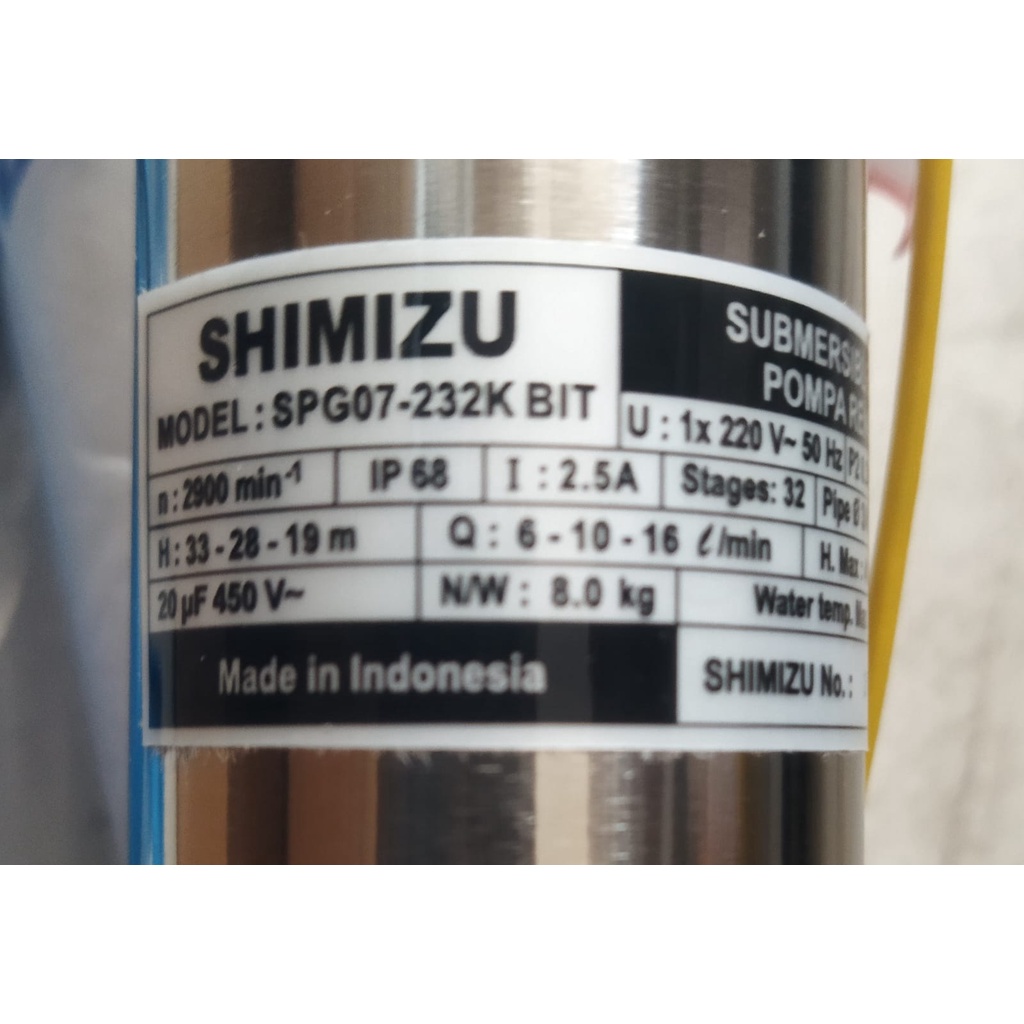 SHIMIZU
MODEL : SPG07-232K BIT
POMPA
U : 1x 220 V~ 50 Hz
n : 2900 min⁻¹
IP 68
I : 2.5A
Stages: 32
Pipe Ø
H : 33 - 28 - 19 m
Q : 6 - 10 - 16 ℓ/min
H. Max :
20 µF 450 V~
N/W : 8.0 kg
Water temp.
Made in Indonesia
SHIMIZU No. :